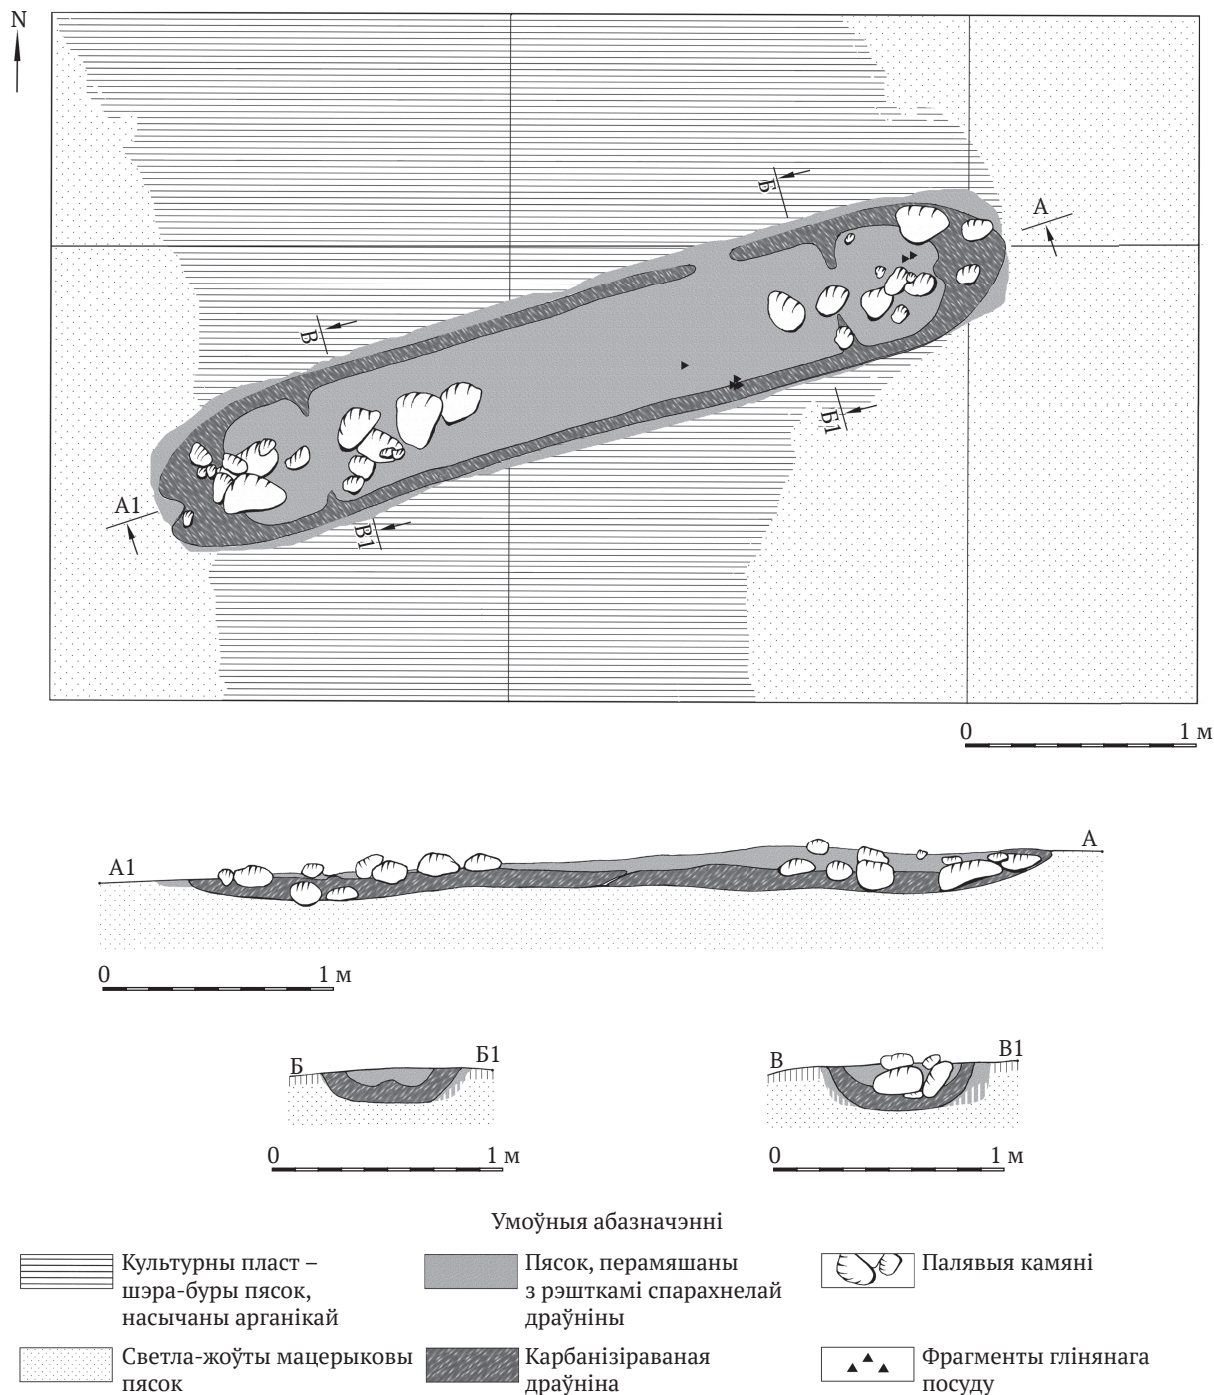 N
Б
А
В
Б1
А1
В1
0 1 м
А1 А
0 1 м
Б Б1
В В1
0 1 м
0 1 м
Умоўныя абазначэнні
Культурны пласт –
шэра-буры пясок,
насычаны арганікай
Пясок, перамяшаны
з рэшткамі спарахнелай
драўніны
Палявыя камяні
Светла-жоўты мацерыковы
пясок
Карбанізіраваная
драўніна
Фрагменты глінянага
посуду